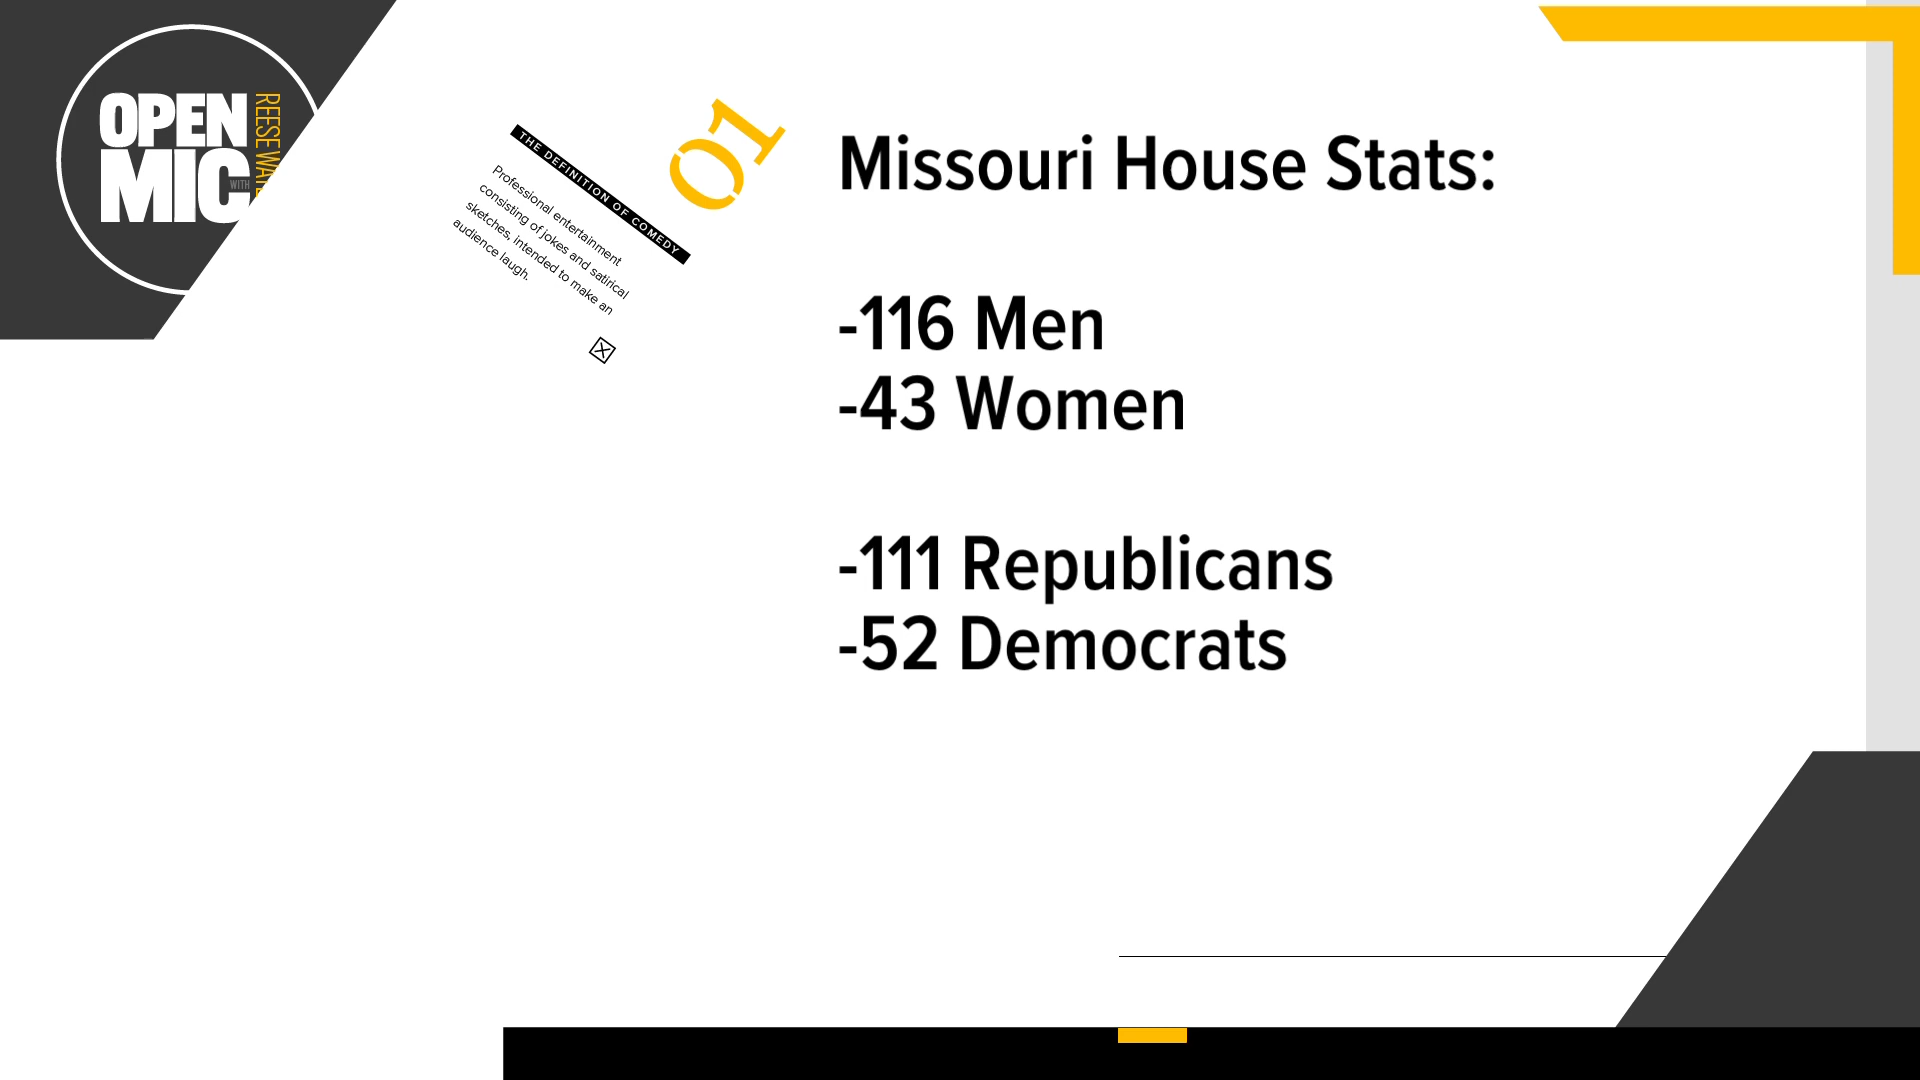 OPEN
MIC
WITH
REESE
THE DEFINITION OF COMEDY
Professional entertainment
consisting of jokes and satirical
sketches, intended to make an
audience laugh.
01
Missouri House Stats:
-116 Men
-43 Women
-111 Republicans
-52 Democrats